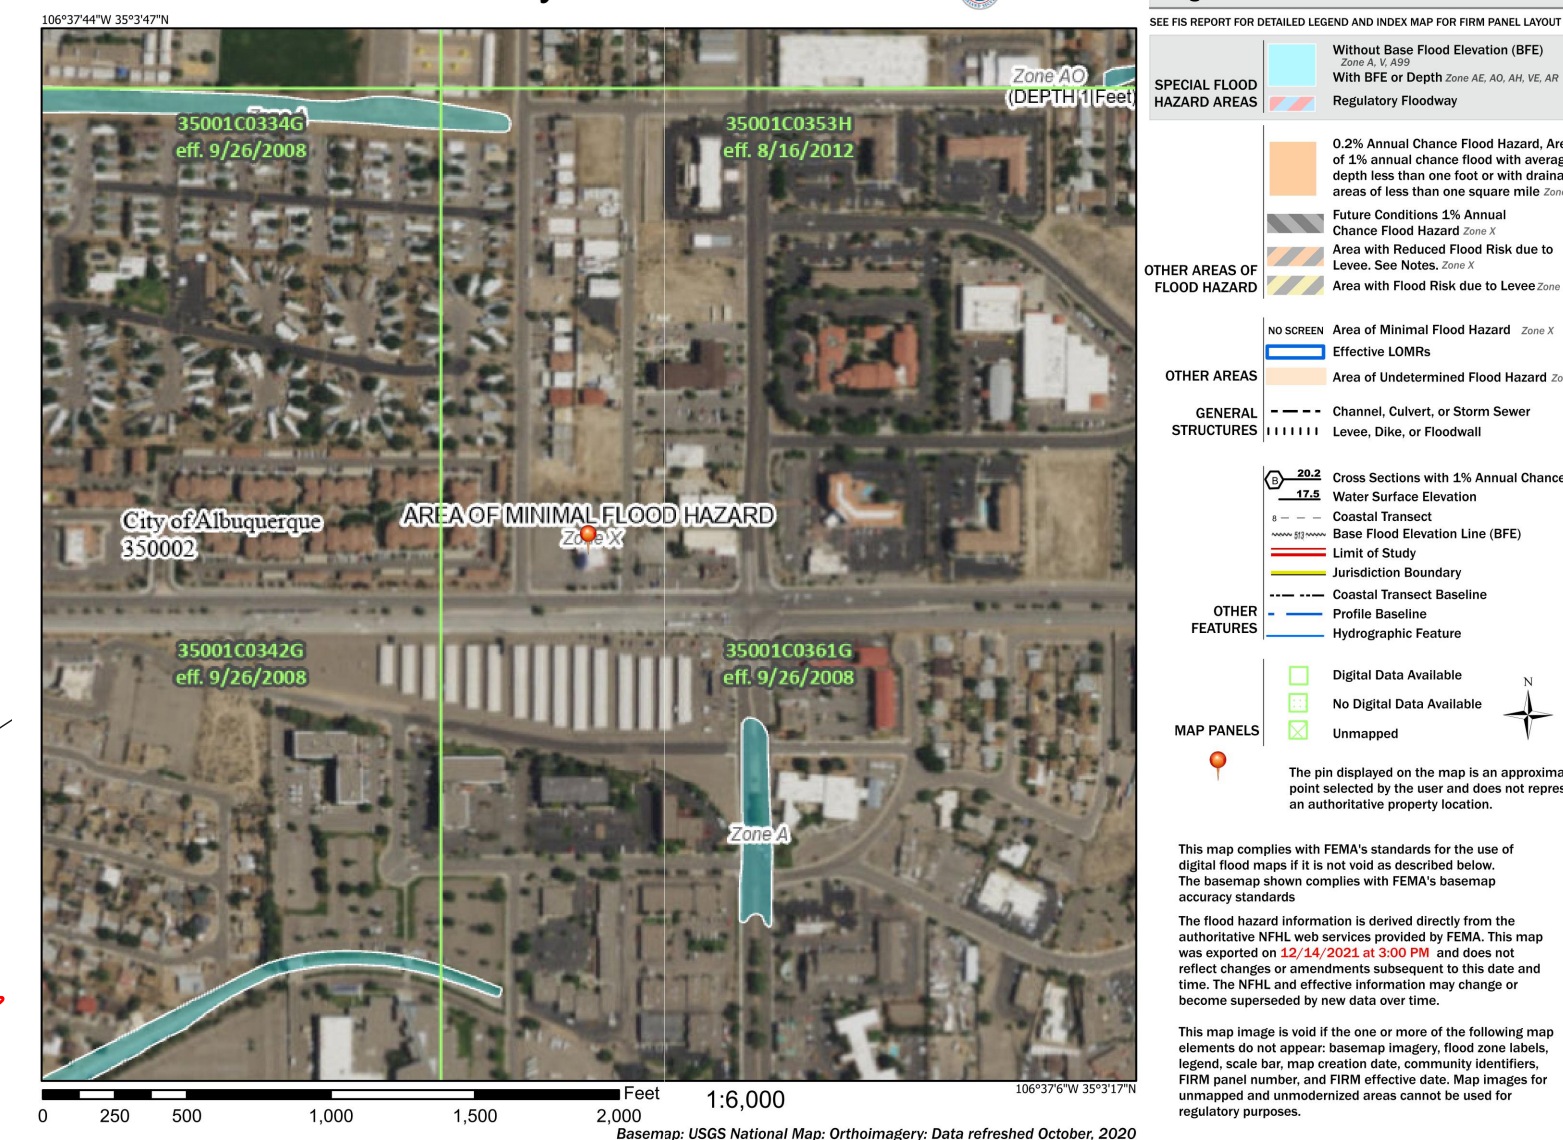 106°37'44"W 35°3'47"N
Zone AO
(DEPTH 1 Feet)
Zone A
35001C0334G
eff. 9/26/2008
35001C0353H
eff. 8/16/2012
AREA OF MINIMAL FLOOD HAZARD
Zone X
City of Albuquerque
350002
35001C0342G
eff. 9/26/2008
35001C0361G
eff. 9/26/2008
Zone A
106°37'6"W 35°3'17"N
Feet
1:6,000
0
250
500
1,000
1,500
2,000
Basemap: USGS National Map: Orthoimagery: Data refreshed October, 2020
SEE FIS REPORT FOR DETAILED LEGEND AND INDEX MAP FOR FIRM PANEL LAYOUT
SPECIAL FLOOD
HAZARD AREAS
Without Base Flood Elevation (BFE)
Zone A, V, A99
With BFE or Depth Zone AE, AO, AH, VE, AR
Regulatory Floodway
0.2% Annual Chance Flood Hazard, Are
of 1% annual chance flood with averag
depth less than one foot or with draina
areas of less than one square mile Zon
Future Conditions 1% Annual
Chance Flood Hazard Zone X
Area with Reduced Flood Risk due to
Levee. See Notes. Zone X
OTHER AREAS OF
FLOOD HAZARD
Area with Flood Risk due to Levee Zone
NO SCREEN Area of Minimal Flood Hazard Zone X
Effective LOMRs
OTHER AREAS
Area of Undetermined Flood Hazard Zo
GENERAL
STRUCTURES
Channel, Culvert, or Storm Sewer
Levee, Dike, or Floodwall
B 20.2 Cross Sections with 1% Annual Chance
17.5 Water Surface Elevation
8 Coastal Transect
513 Base Flood Elevation Line (BFE)
Limit of Study
Jurisdiction Boundary
Coastal Transect Baseline
OTHER
FEATURES
Profile Baseline
Hydrographic Feature
Digital Data Available
No Digital Data Available
Unmapped
MAP PANELS
N
The pin displayed on the map is an approxima
point selected by the user and does not repres
an authoritative property location.
This map complies with FEMA's standards for the use of
digital flood maps if it is not void as described below.
The basemap shown complies with FEMA's basemap
accuracy standards
The flood hazard information is derived directly from the
authoritative NFHL web services provided by FEMA. This map
was exported on 12/14/2021 at 3:00 PM and does not
reflect changes or amendments subsequent to this date and
time. The NFHL and effective information may change or
become superseded by new data over time.
This map image is void if the one or more of the following map
elements do not appear: basemap imagery, flood zone labels,
legend, scale bar, map creation date, community identifiers,
FIRM panel number, and FIRM effective date. Map images for
unmapped and unmodernized areas cannot be used for
regulatory purposes.